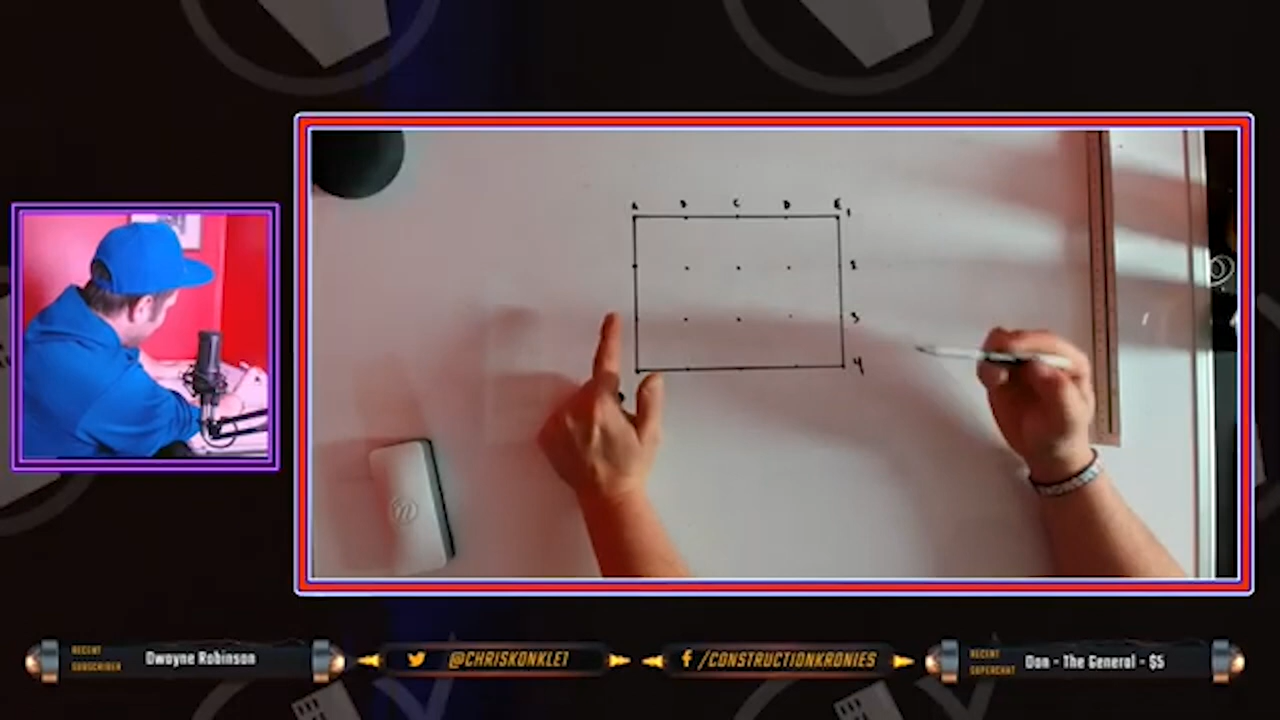 A B C D E
1
2
3
4
RECENT
SUBSCRIBER
Dwayne Robinson
@CHRISKONKLE1
/CONSTRUCTIONKRONIES
RECENT
SUPERCHAT
Don - The General - $5